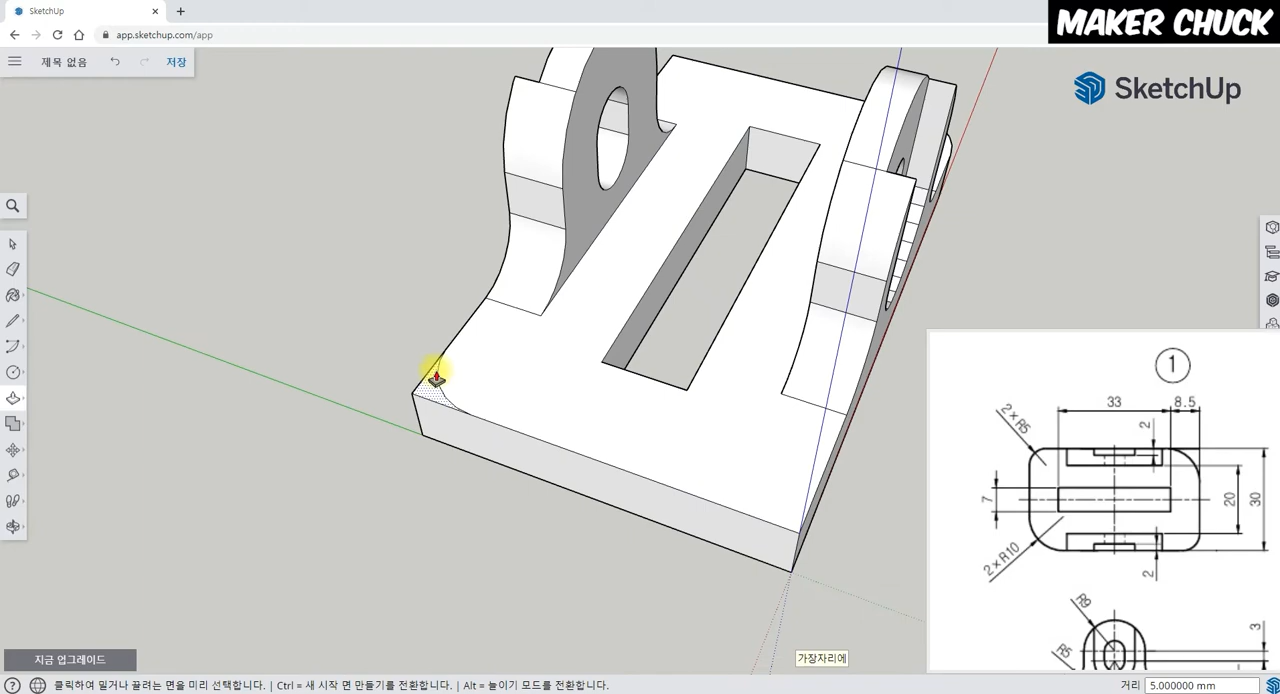 SketchUp
app.sketchup.com/app
MAKER CHUCK
제목 없음
저장
SketchUp
1
33
8.5
2×R5
2
7
20
30
2×R10
2
R9
3
R5
가장자리에
지금 업그레이드
클릭하여 밀거나 끌려는 면을 미리 선택합니다. | Ctrl = 새 시작 면 만들기를 전환합니다. | Alt = 늘이기 모드를 전환합니다.
거리
5.000000 mm